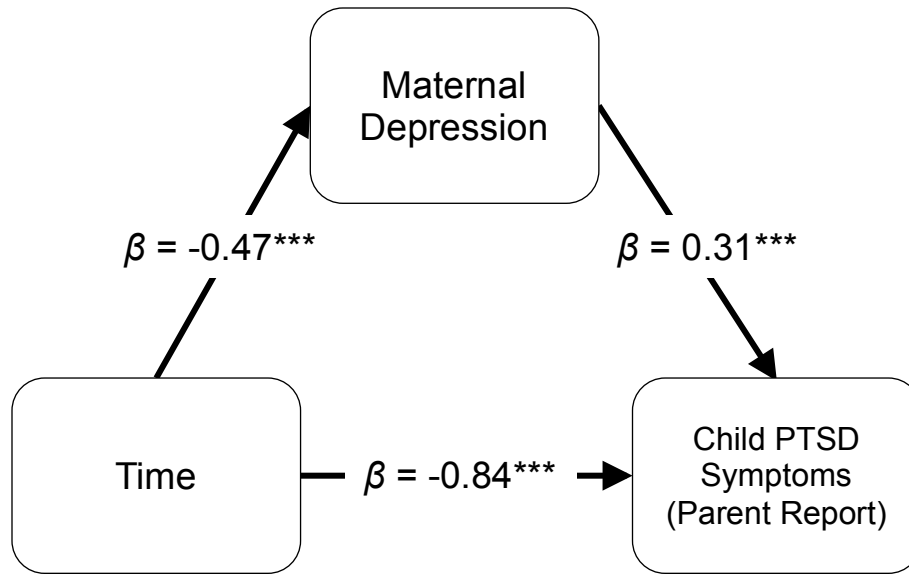 Maternal
Depression
β = -0.47***
β = 0.31***
Time
β = -0.84***
Child PTSD
Symptoms
(Parent Report)